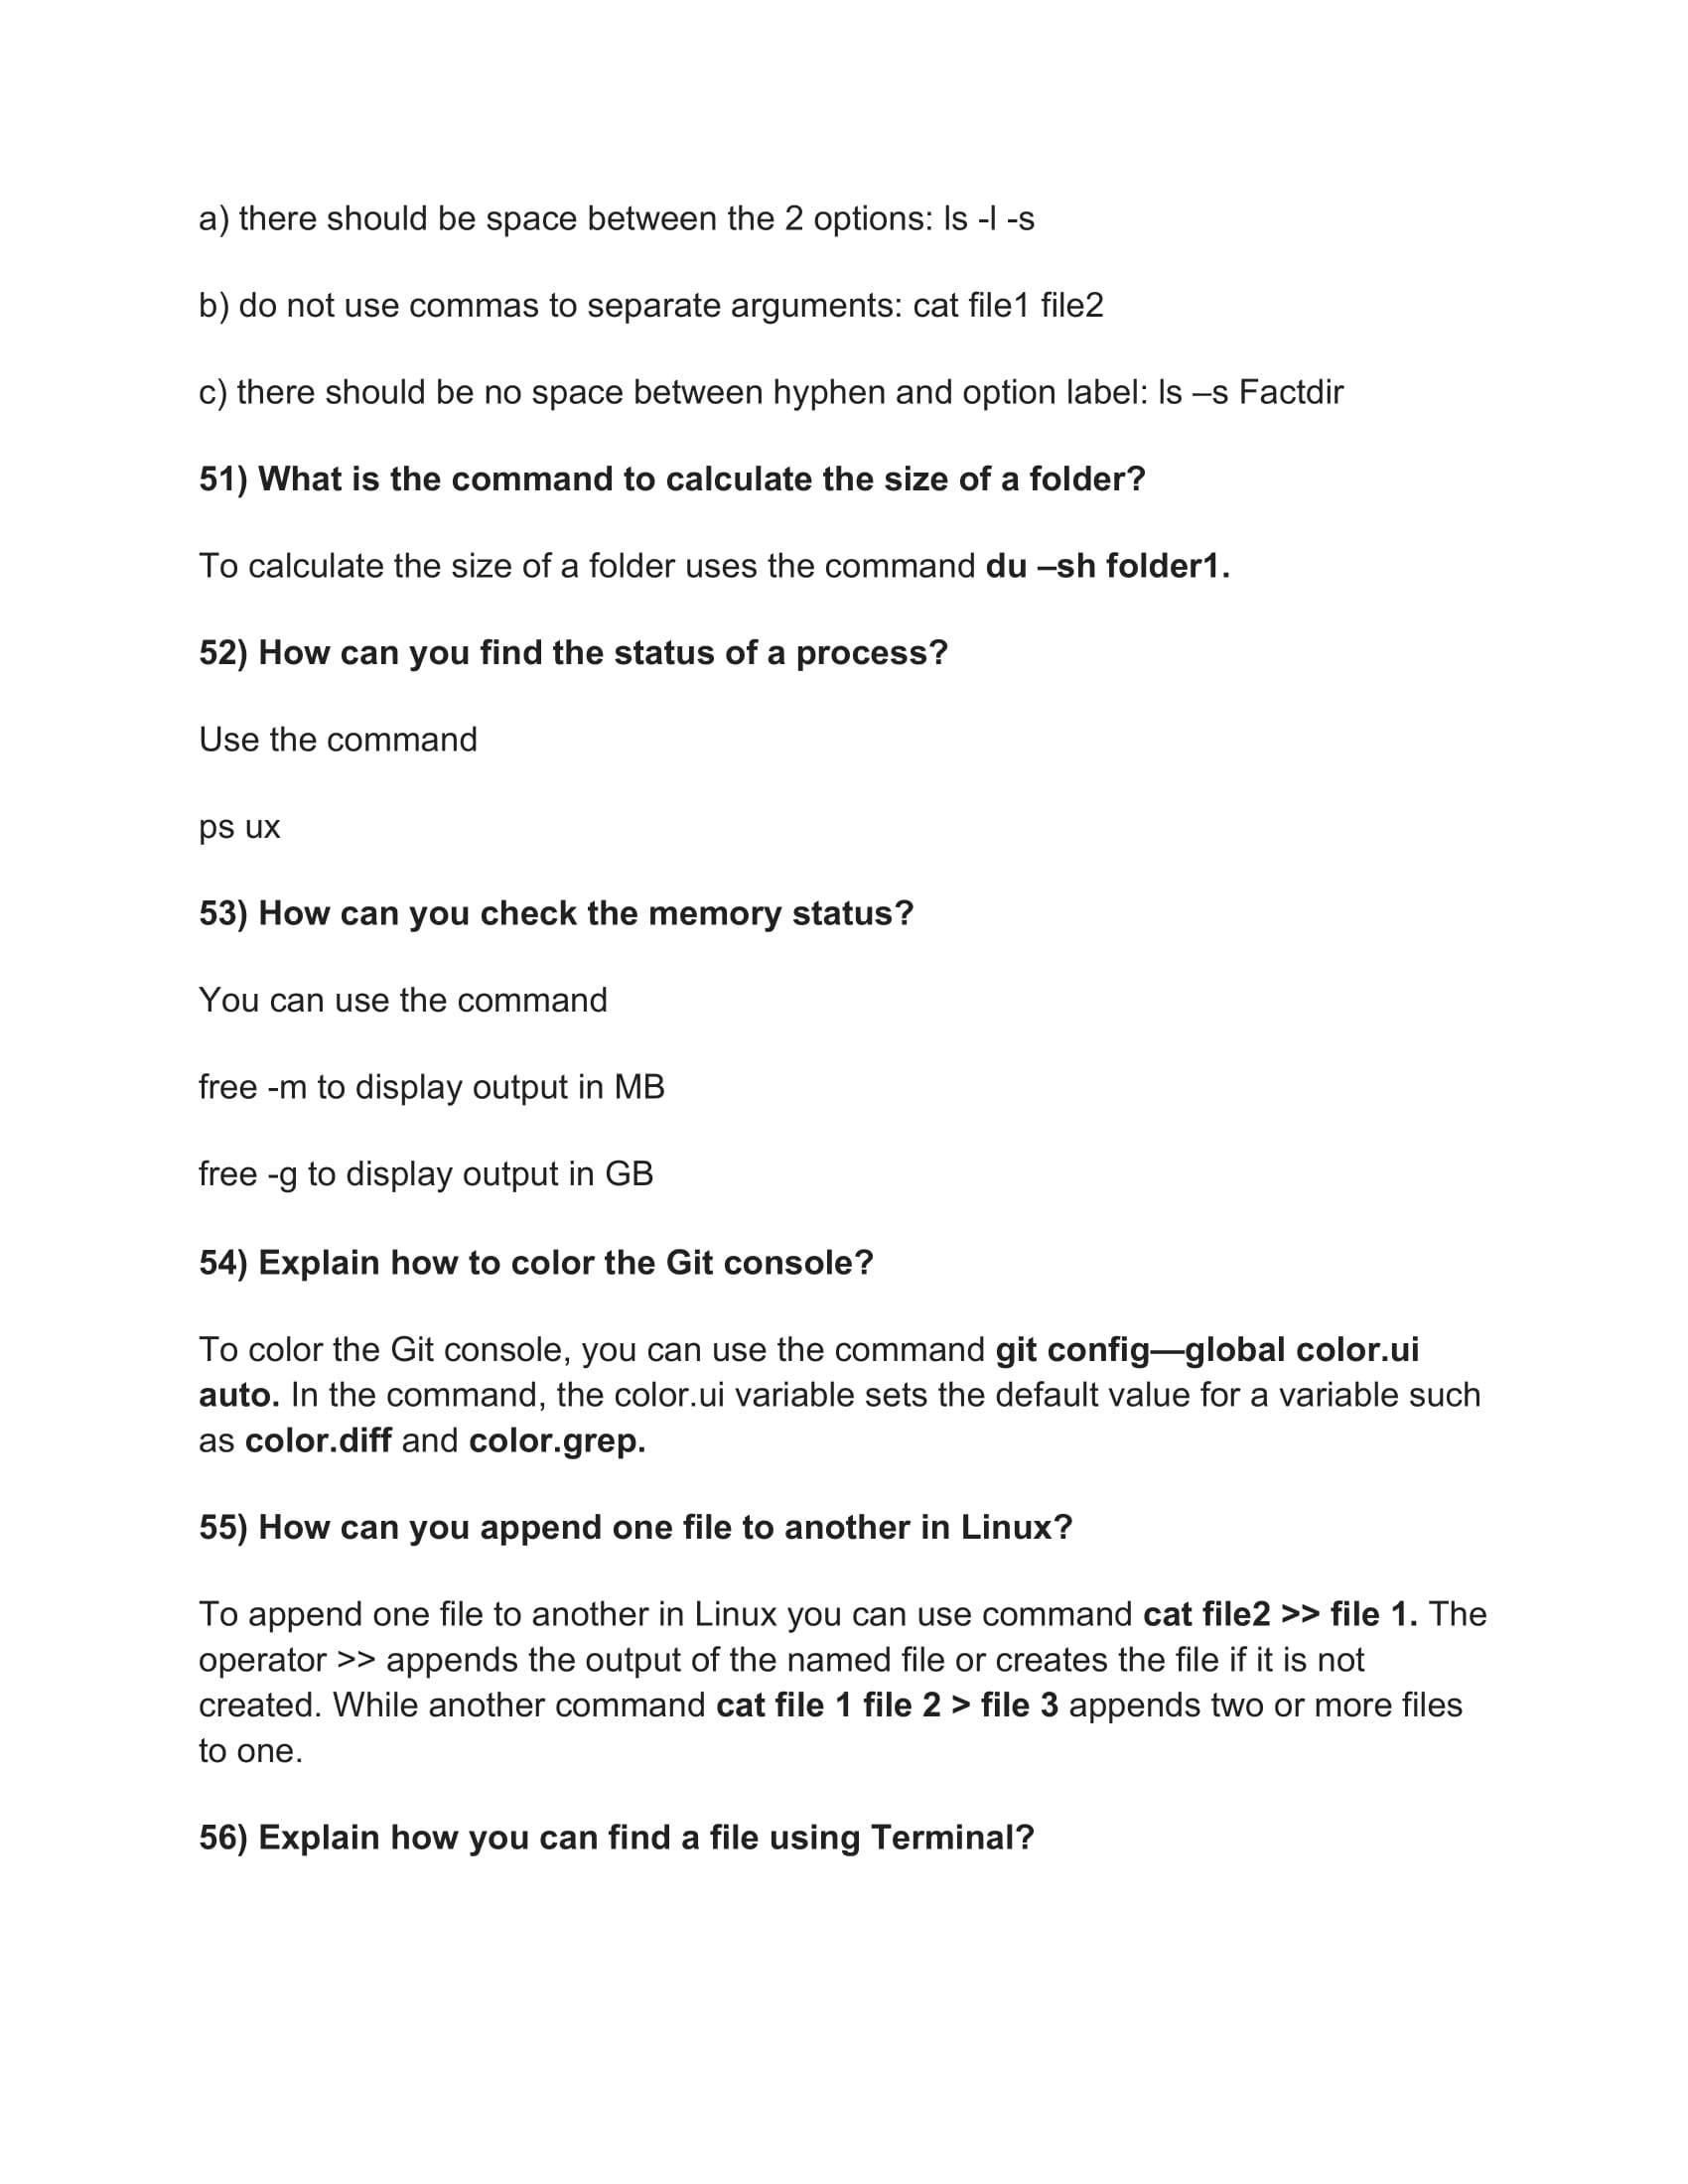 a) there should be space between the 2 options: ls -l -s
b) do not use commas to separate arguments: cat file1 file2
c) there should be no space between hyphen and option label: ls –s Factdir
51) What is the command to calculate the size of a folder?
To calculate the size of a folder uses the command du –sh folder1.
52) How can you find the status of a process?
Use the command
ps ux
53) How can you check the memory status?
You can use the command
free -m to display output in MB
free -g to display output in GB
54) Explain how to color the Git console?
To color the Git console, you can use the command git config—global color.ui
auto. In the command, the color.ui variable sets the default value for a variable such
as color.diff and color.grep.
55) How can you append one file to another in Linux?
To append one file to another in Linux you can use command cat file2 >> file 1. The
operator >> appends the output of the named file or creates the file if it is not
created. While another command cat file 1 file 2 > file 3 appends two or more files
to one.
56) Explain how you can find a file using Terminal?